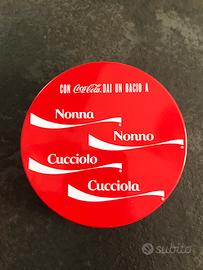 CON Coca-Cola DAI UN BACIO A
Nonna
Nonno
Cucciolo
Cucciola
subito